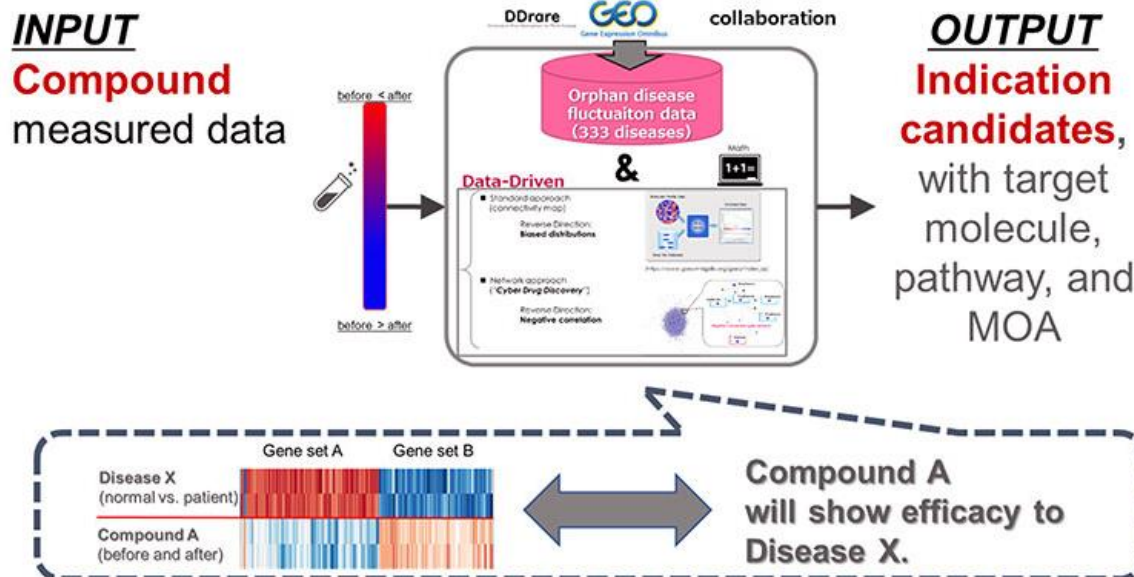 INPUT
Compound
measured data
before < after
before > after
DDrare
GEO
Gene Expression Omnibus
collaboration
Orphan disease
fluctuaiton data
(333 diseases)
&
Math
1+1=
Data-Driven
Standard approach
(connectivity map)
Reverse Direction:
Biased distributions
Network approach
("Cyber Drug Discovery")
Reverse Direction:
Negative correlation
OUTPUT
Indication
candidates,
with target
molecule,
pathway, and
MOA
Gene set A Gene set B
Disease X
(normal vs. patient)
Compound A
(before and after)
Compound A
will show efficacy to
Disease X.